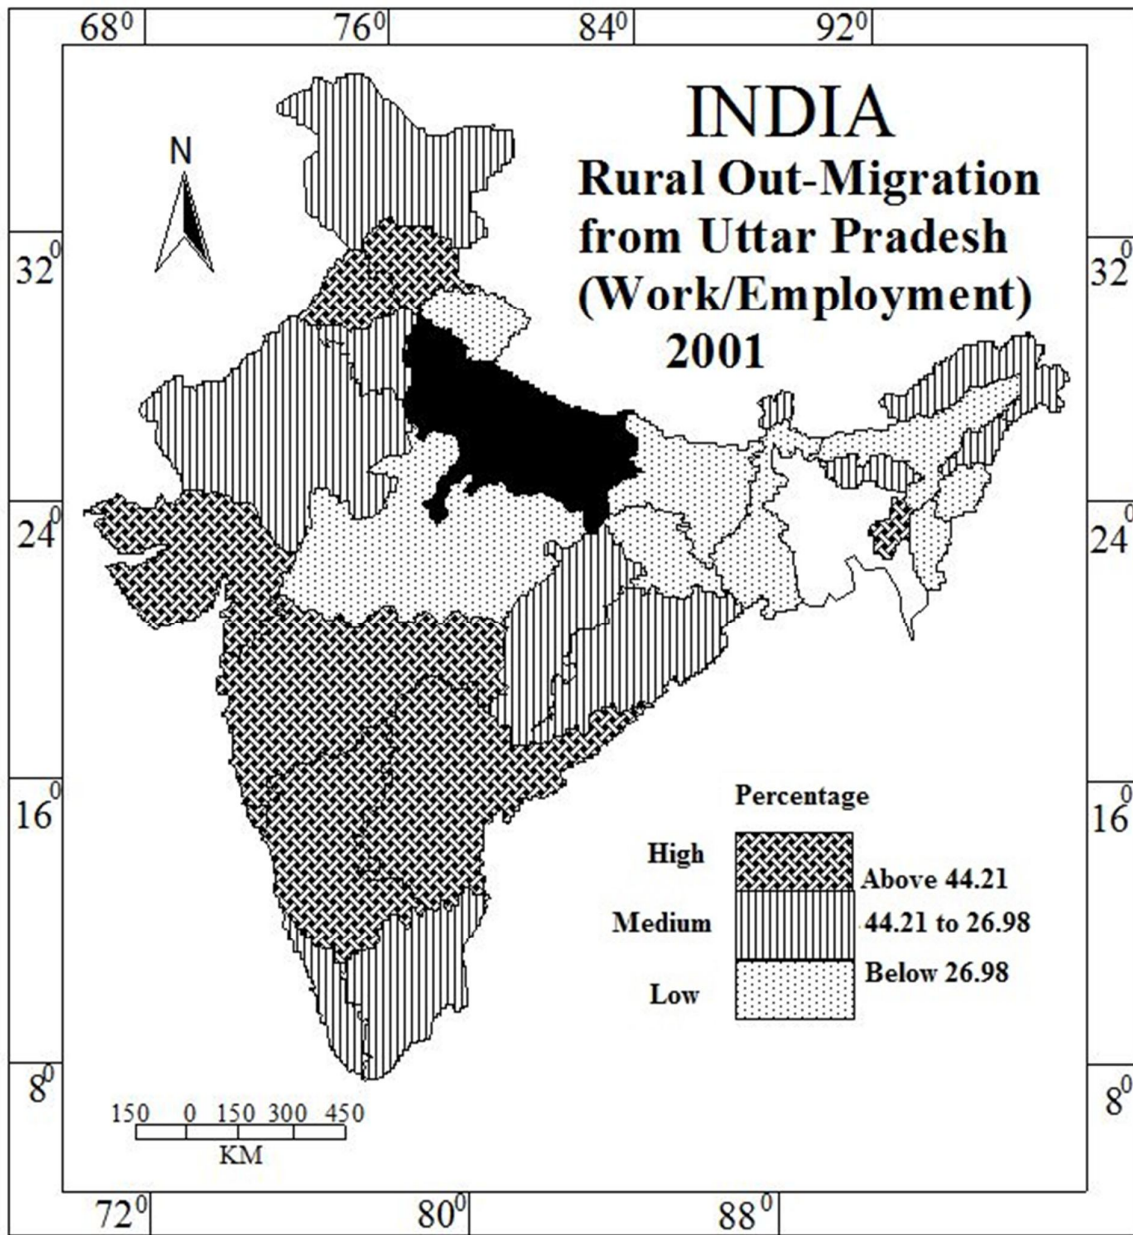 68⁰ 76⁰ 84⁰ 92⁰
INDIA
N
Rural Out-Migration
from Uttar Pradesh
(Work/Employment)
2001
32⁰ 32⁰
24⁰ 24⁰
16⁰ 16⁰
Percentage
High
Above 44.21
Medium 44.21 to 26.98
Below 26.98
Low
8⁰ 8⁰
150 0 150 300 450
KM
72⁰ 80⁰ 88⁰